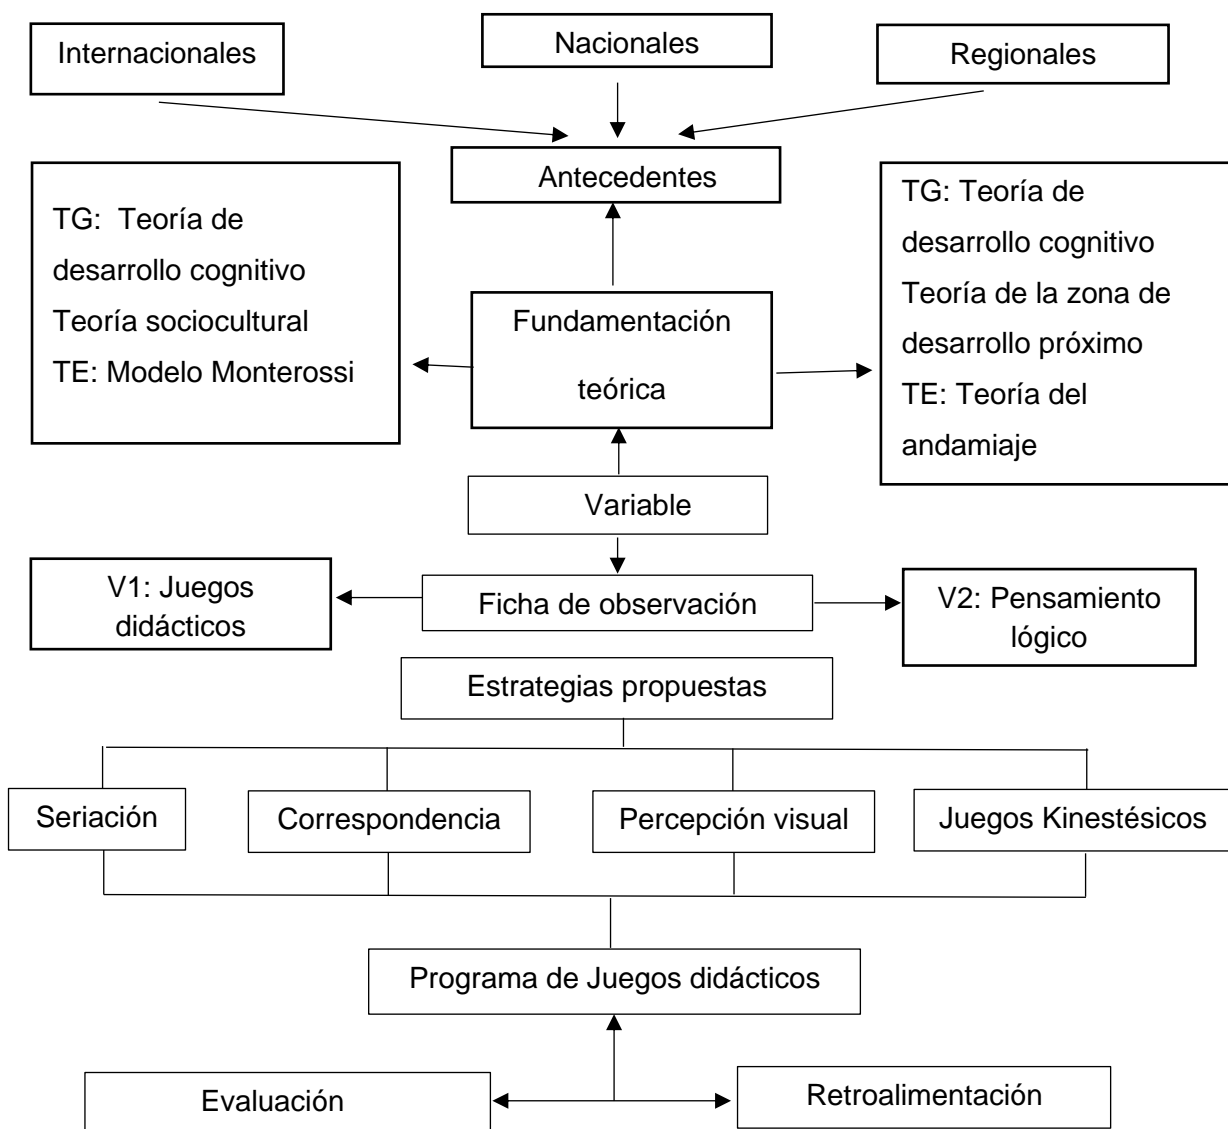 Internacionales
Nacionales
Regionales
Antecedentes
TG: Teoría de
desarrollo cognitivo
Teoría sociocultural
TE: Modelo Monterossi
Fundamentación
teórica
TG: Teoría de
desarrollo cognitivo
Teoría de la zona de
desarrollo próximo
TE: Teoría del
andamiaje
Variable
V1: Juegos
didácticos
Ficha de observación
V2: Pensamiento
lógico
Estrategias propuestas
Seriación
Correspondencia
Percepción visual
Juegos Kinestésicos
Programa de Juegos didácticos
Evaluación
Retroalimentación